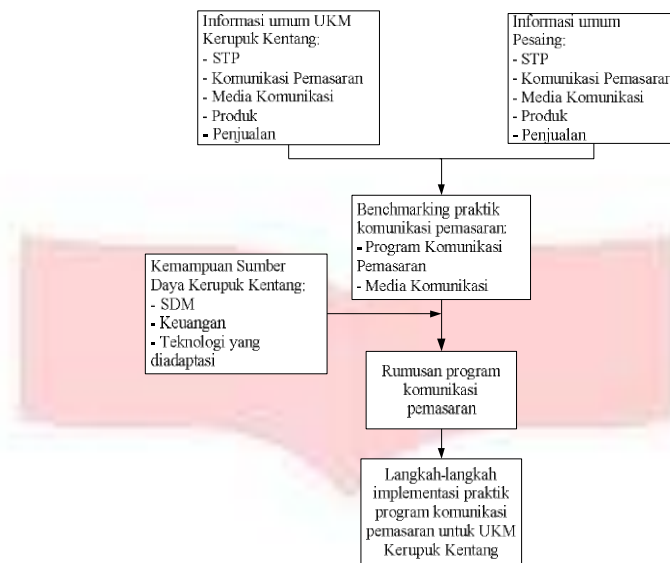 Informasi umum UKM
Kerupuk Kentang:
- STP
- Komunikasi Pemasaran
- Media Komunikasi
- Produk
- Penjualan
Informasi umum
Pesaing:
- STP
- Komunikasi Pemasaran
- Media Komunikasi
- Produk
- Penjualan
Benchmarking praktik
komunikasi pemasaran:
- Program Komunikasi
Pemasaran
- Media Komunikasi
Kemampuan Sumber
Daya Kerupuk Kentang:
- SDM
- Keuangan
- Teknologi yang
diadaptasi
Rumusan program
komunikasi
pemasaran
Langkah-langkah
implementasi praktik
program komunikasi
pemasaran untuk UKM
Kerupuk Kentang